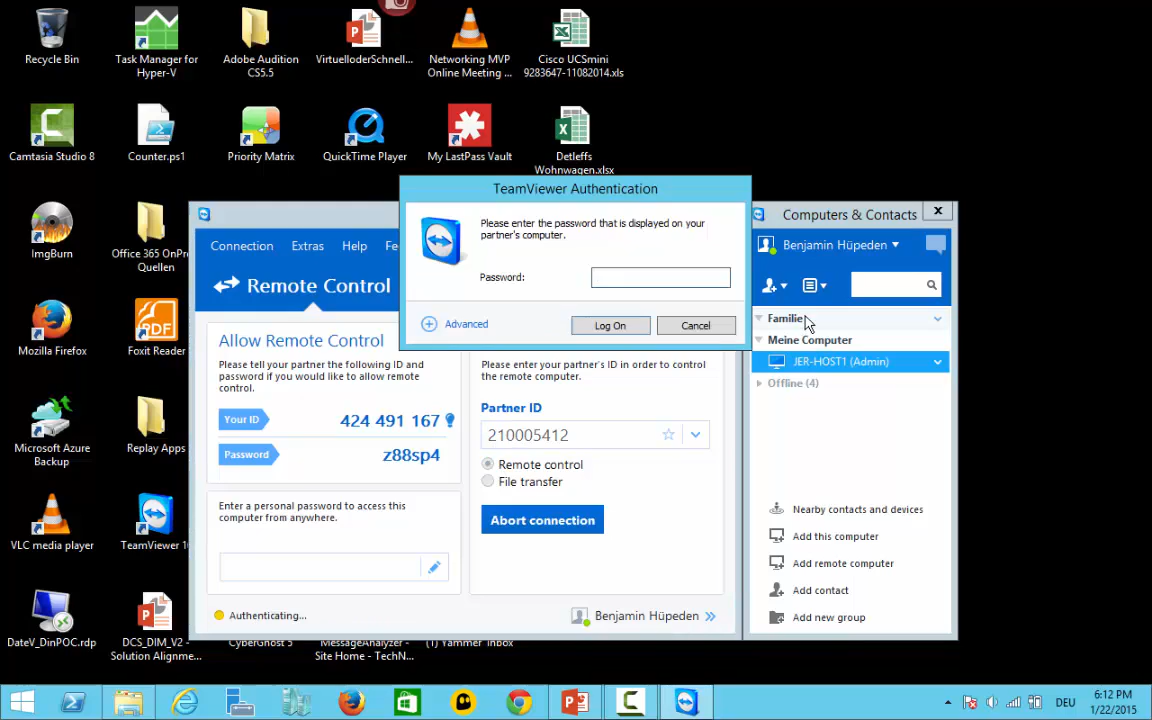 Recycle Bin
Task Manager for
Hyper-V
Adobe Audition
CS5.5
VirtuelloderSchnell...
Networking MVP
Online Meeting ...
Cisco UCSmini
9283647-11082014.xls
Camtasia Studio 8
Counter.ps1
Priority Matrix
QuickTime Player
My LastPass Vault
Detleffs
Wohnwagen.xlsx
ImgBurn
Office 365 OnPr
Quellen
Mozilla Firefox
Foxit Reader
Microsoft Azure
Backup
Replay Apps
VLC media player
TeamViewer 1
DateV_DinPOC.rdp
DCS_DIM_V2 -
Solution Alignme...
CyberGhost 5
MessageAnalyzer -
Site Home - TechN...
(1) Yammer Inbox
TeamViewer Authentication
Please enter the password that is displayed on your
partner's computer.
Password:
Advanced
Log On
Cancel
Connection
Extras
Help
Fe
Remote Control
Allow Remote Control
Please tell your partner the following ID and
password if you would like to allow remote
control.
Your ID
424 491 167
Password
z88sp4
Enter a personal password to access this
computer from anywhere.
Authenticating...
Please enter your partner's ID in order to control
the remote computer.
Partner ID
210005412
Remote control
File transfer
Abort connection
Benjamin Hüpeden
Computers & Contacts
x
Benjamin Hüpeden
Familie
Meine Computer
JER-HOST1 (Admin)
Offline (4)
Nearby contacts and devices
Add this computer
Add remote computer
Add contact
Add new group
DEU
6:12 PM
1/22/2015